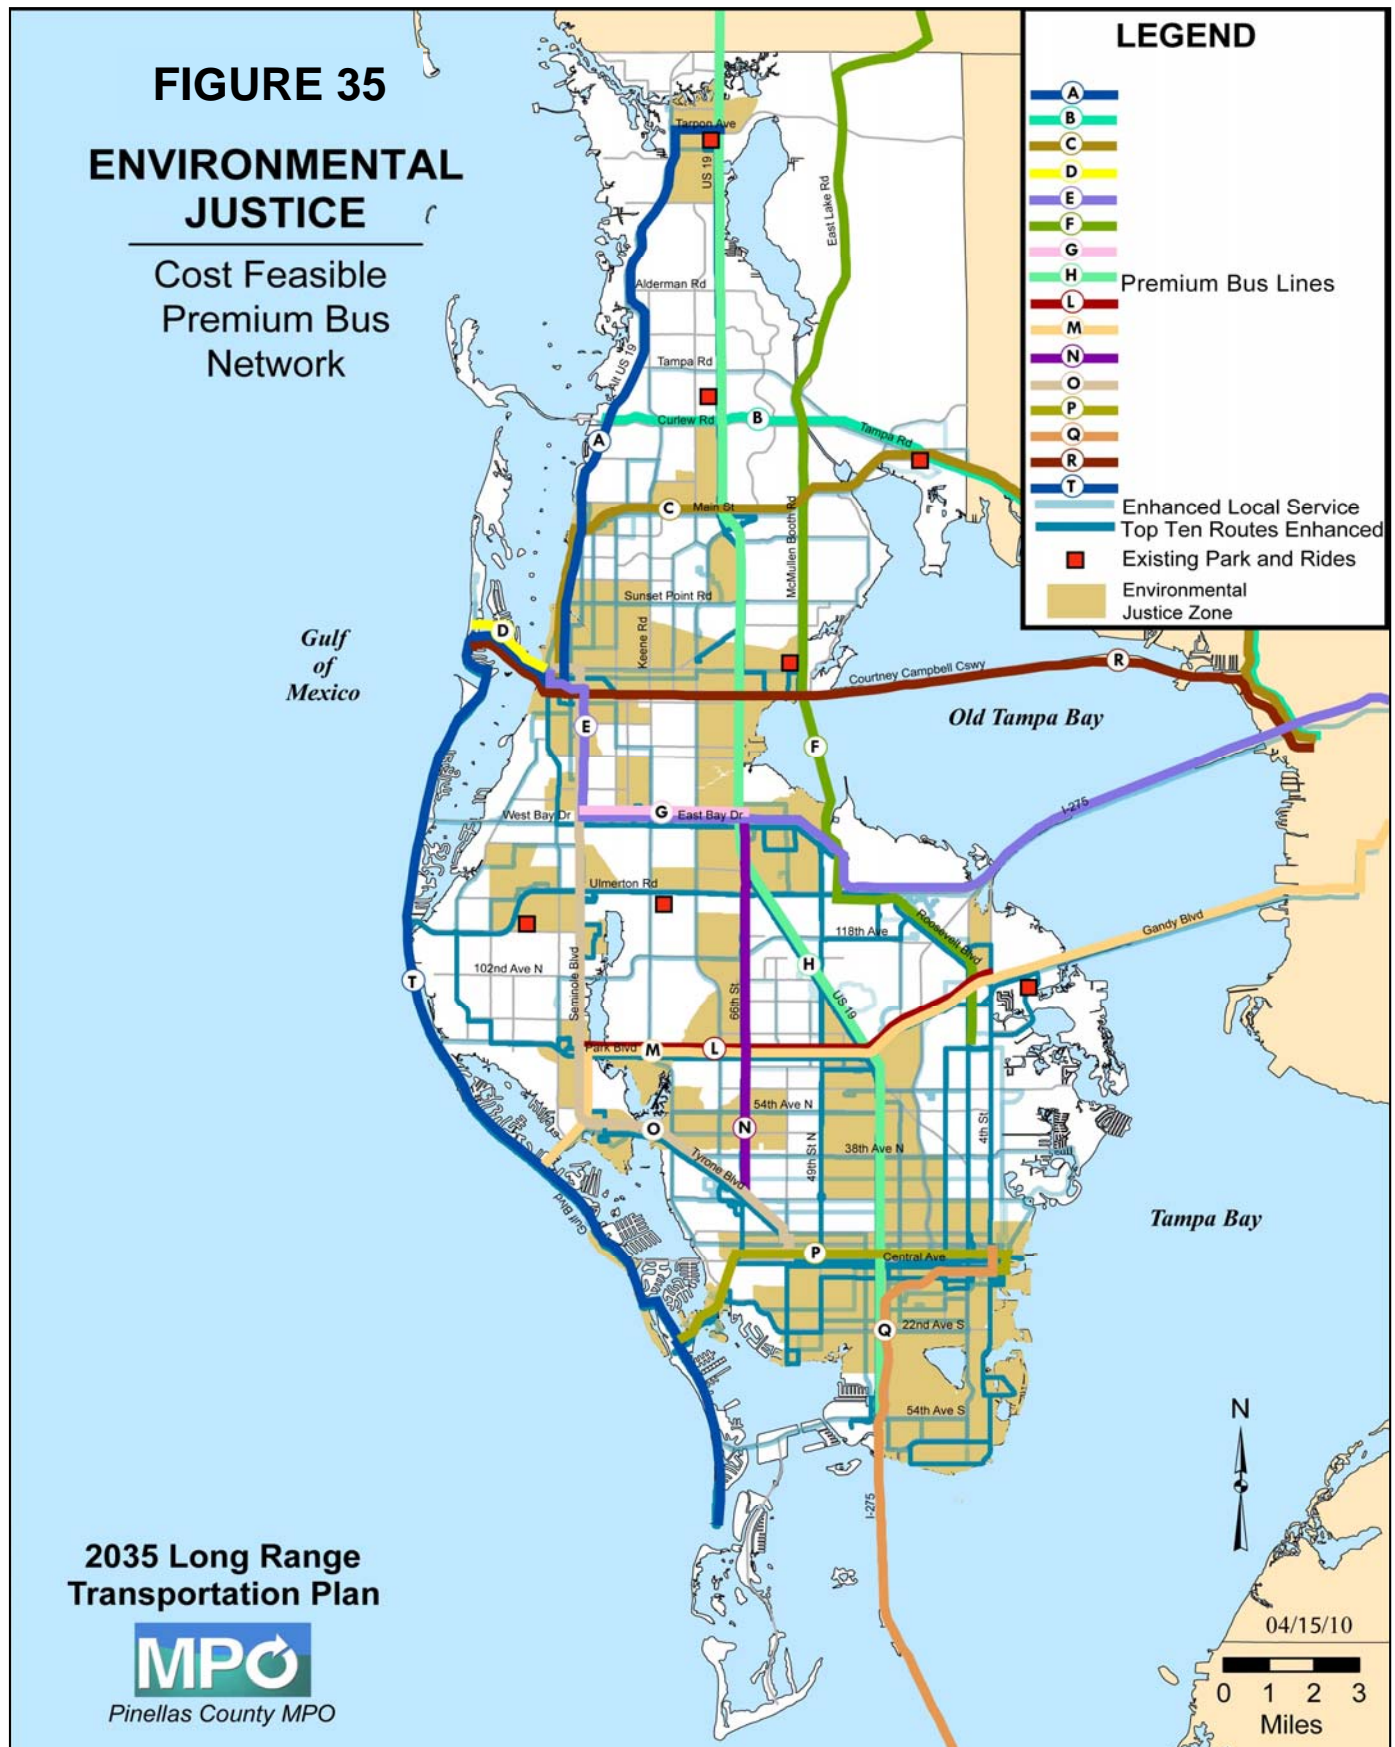 FIGURE 35
ENVIRONMENTAL
JUSTICE
Cost Feasible
Premium Bus
Network
LEGEND
A
B
C
D
E
F
G
H
Premium Bus Lines
L
M
N
O
P
Q
R
T
Enhanced Local Service
Top Ten Routes Enhanced
Existing Park and Rides
Environmental
Justice Zone
Tarpon Ave
US 19
East Lake Rd
Alderman Rd
Alt US 19
Tampa Rd
Curlew Rd
B
Tampa Rd
A
C
Main St
McMullen Booth Rd
Sunset Point Rd
Keene Rd
D
Gulf
of
Mexico
Courtney Campbell Cswy
R
Old Tampa Bay
E
F
I-275
West Bay Dr
G
East Bay Dr
Ulmerton Rd
Roosevelt Blvd
Gandy Blvd
118th Ave
102nd Ave N
Seminole Blvd
H
T
66th St
US 19
Park Blvd
M
L
54th Ave N
O
N
49th St N
38th Ave N
4th St
Tyrone Blvd
Gulf Blvd
Tampa Bay
P
Central Ave
Q
22nd Ave S
54th Ave S
I-275
N
2035 Long Range
Transportation Plan
MPO
Pinellas County MPO
04/15/10
0 1 2 3
Miles